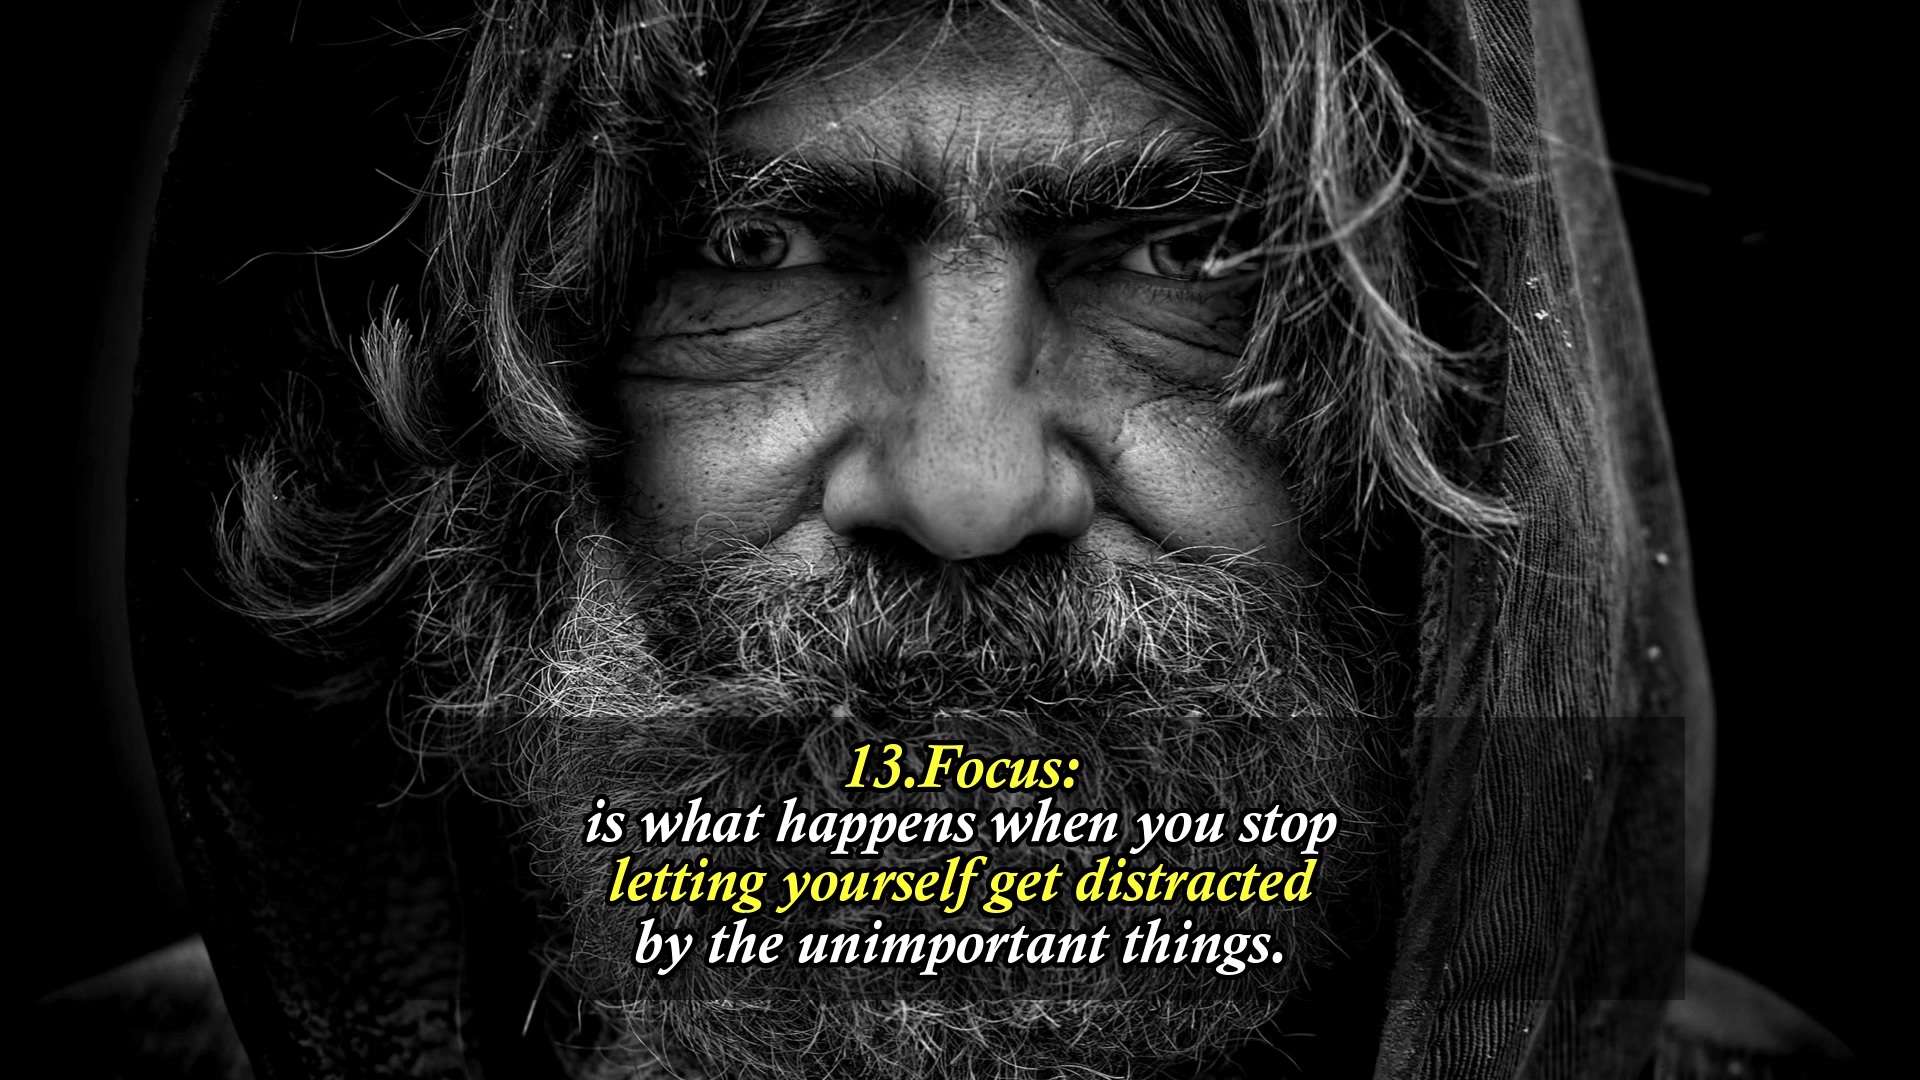 13.Focus:
is what happens when you stop
letting yourself get distracted
by the unimportant things.